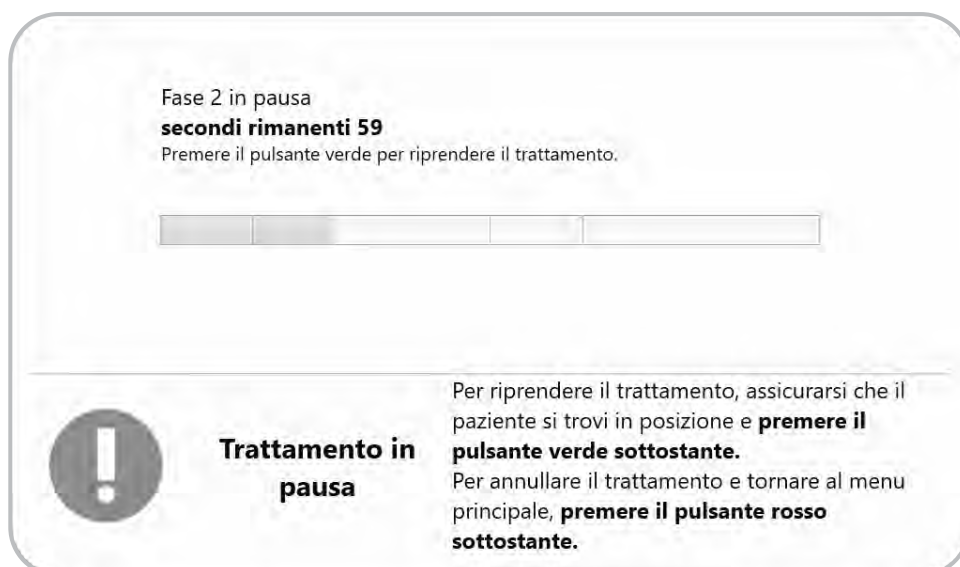 Fase 2 in pausa
secondi rimanenti 59
Premere il pulsante verde per riprendere il trattamento.
Trattamento in
pausa
Per riprendere il trattamento, assicurarsi che il
paziente si trovi in posizione e premere il
pulsante verde sottostante.
Per annullare il trattamento e tornare al menu
principale, premere il pulsante rosso
sottostante.